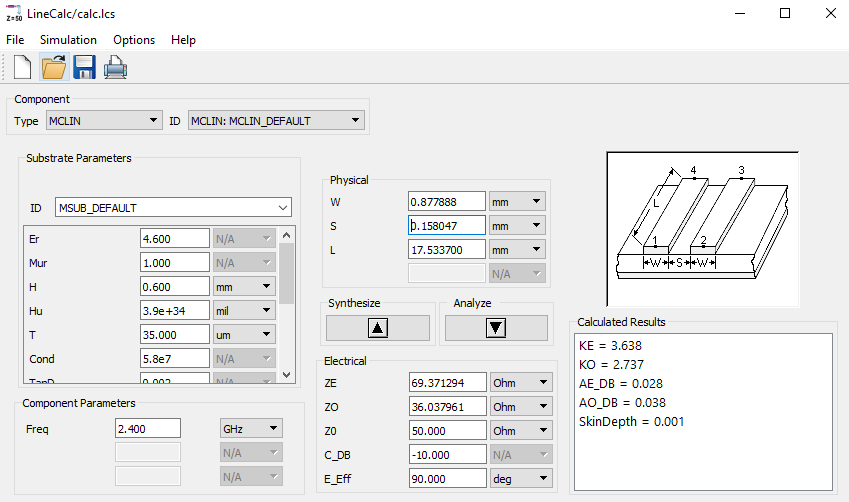 Z=50 LineCalc/calc.lcs
File Simulation Options Help
Component
Type MCLIN ID MCLIN: MCLIN_DEFAULT
Substrate Parameters
ID MSUB_DEFAULT
Er 4.600 N/A
Mur 1.000 N/A
H 0.600 mm
Hu 3.9e+34 mil
T 35.000 um
Cond 5.8e7 N/A
TanD 0.002 N/A
Component Parameters
Freq 2.400 GHz
N/A
N/A
Physical
W 0.877888 mm
S 0.158047 mm
L 17.533700 mm
N/A
Synthesize Analyze
Electrical
ZE 69.371294 Ohm
ZO 36.037961 Ohm
Z0 50.000 Ohm
C_DB -10.000 N/A
E_Eff 90.000 deg
4 3
L
1 2
W S W
Calculated Results
KE = 3.638
KO = 2.737
AE_DB = 0.028
AO_DB = 0.038
SkinDepth = 0.001